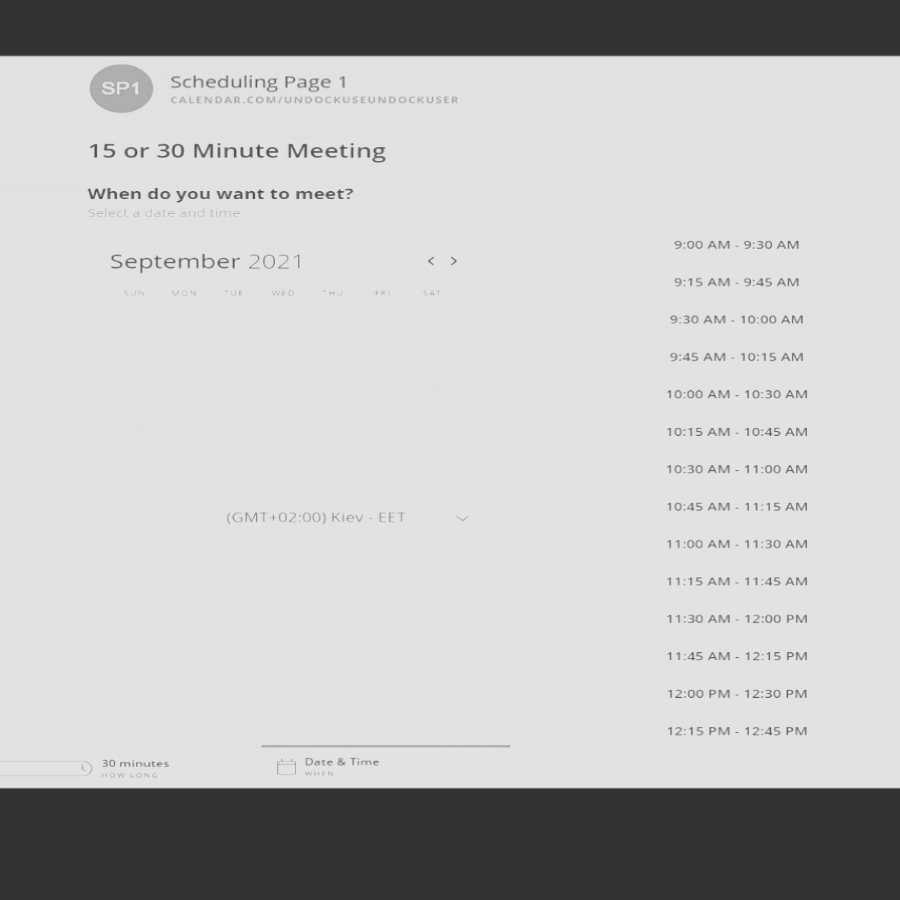 SP1
Scheduling Page 1
CALENDAR.COM/UNDOCKUSEUNDOCKUSER
15 or 30 Minute Meeting
When do you want to meet?
Select a date and time
September 2021
SUN MON TUE WED THU FRI SAT
(GMT+02:00) Kiev - EET
9:00 AM - 9:30 AM
9:15 AM - 9:45 AM
9:30 AM - 10:00 AM
9:45 AM - 10:15 AM
10:00 AM - 10:30 AM
10:15 AM - 10:45 AM
10:30 AM - 11:00 AM
10:45 AM - 11:15 AM
11:00 AM - 11:30 AM
11:15 AM - 11:45 AM
11:30 AM - 12:00 PM
11:45 AM - 12:15 PM
12:00 PM - 12:30 PM
12:15 PM - 12:45 PM
30 minutes
HOW LONG
Date & Time
WHEN